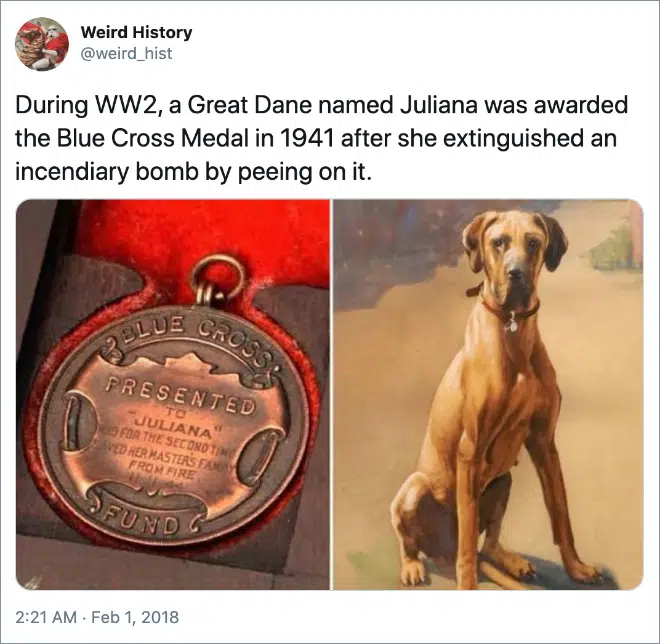 Weird History
@weird_hist
During WW2, a Great Dane named Juliana was awarded
the Blue Cross Medal in 1941 after she extinguished an
incendiary bomb by peeing on it.
BLUE CROSS
PRESENTED
TO
"JULIANA"
FOR THE SECOND TIME
HER MASTER'S FAMILY
FROM FIRE
FUND
2:21 AM · Feb 1, 2018